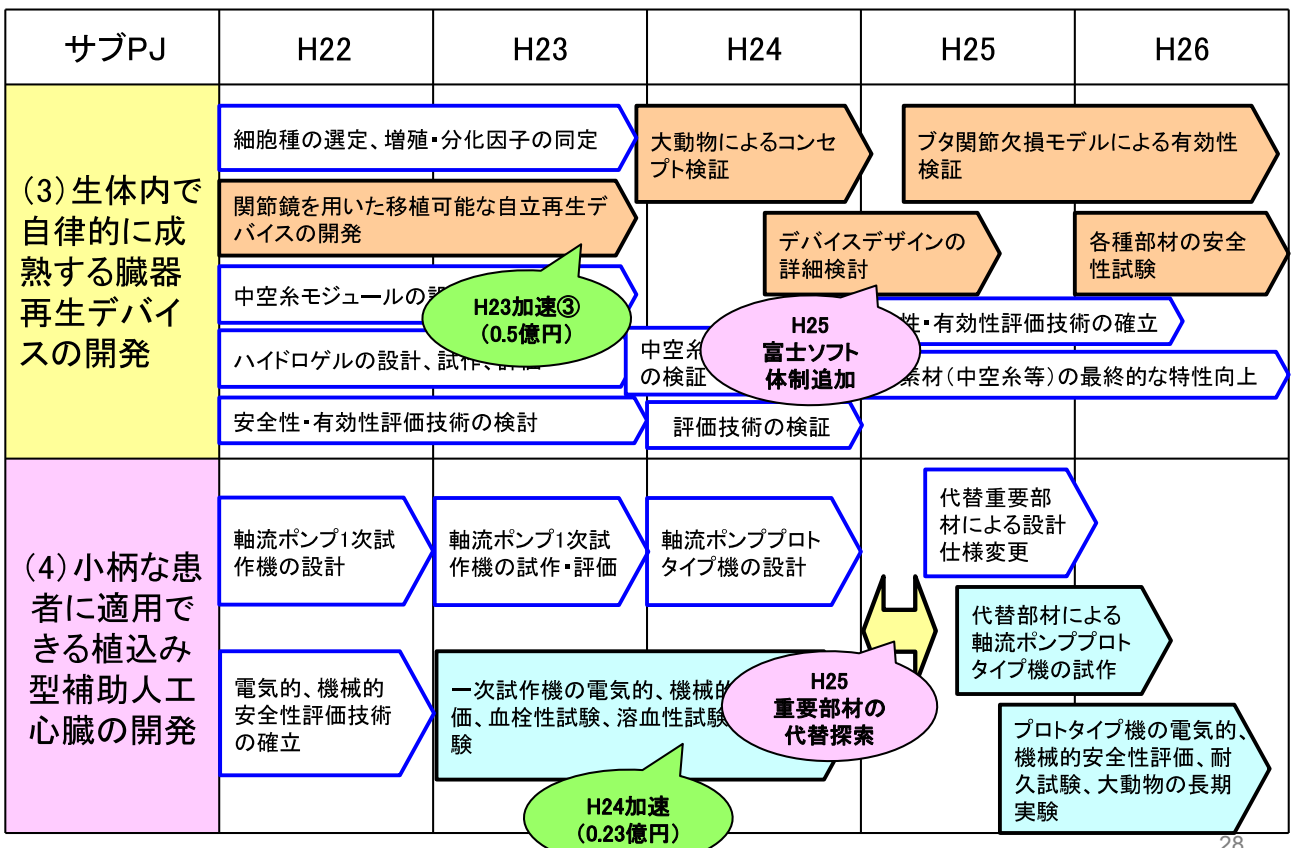 サブPJ
H22
H23
H24
H25
H26
(3)生体内で
自律的に成
熟する臓器
再生デバイ
スの開発
細胞種の選定、増殖・分化因子の同定
大動物によるコンセ
プト検証
ブタ関節欠損モデルによる有効性
検証
関節鏡を用いた移植可能な自立再生デ
バイスの開発
デバイスデザインの
詳細検討
各種部材の安全
性試験
中空糸モジュールの
H23加速③
(0.5億円)
H25
富士ソフト
体制追加
性・有効性評価技術の確立
ハイドロゲルの設計、試作、評価
中空糸
の検証
素材(中空糸等)の最終的な特性向上
安全性・有効性評価技術の検討
評価技術の検証
(4)小柄な患
者に適用で
きる植込み
型補助人工
心臓の開発
軸流ポンプ1次試
作機の設計
軸流ポンプ1次試
作機の試作・評価
軸流ポンププロト
タイプ機の設計
代替重要部
材による設計
仕様変更
代替部材による
軸流ポンププロト
タイプ機の試作
電気的、機械的
安全性評価技術
の確立
一次試作機の電気的、機械的
価、血栓性試験、溶血性試験
験
H25
重要部材の
代替探索
プロトタイプ機の電気的、
機械的安全性評価、耐
久試験、大動物の長期
実験
H24加速
(0.23億円)
28